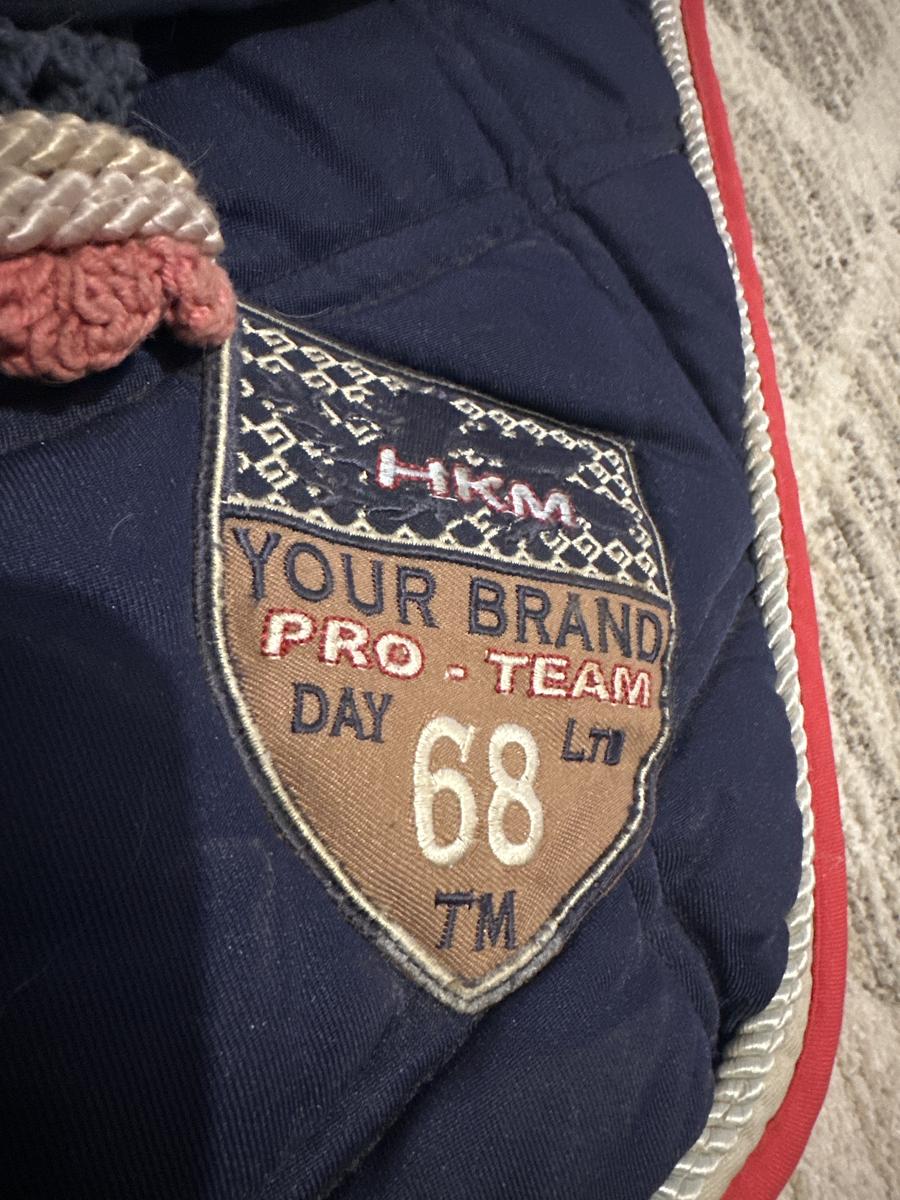 HKM
YOUR BRAND
PRO - TEAM
DAY 68 LTD
TM